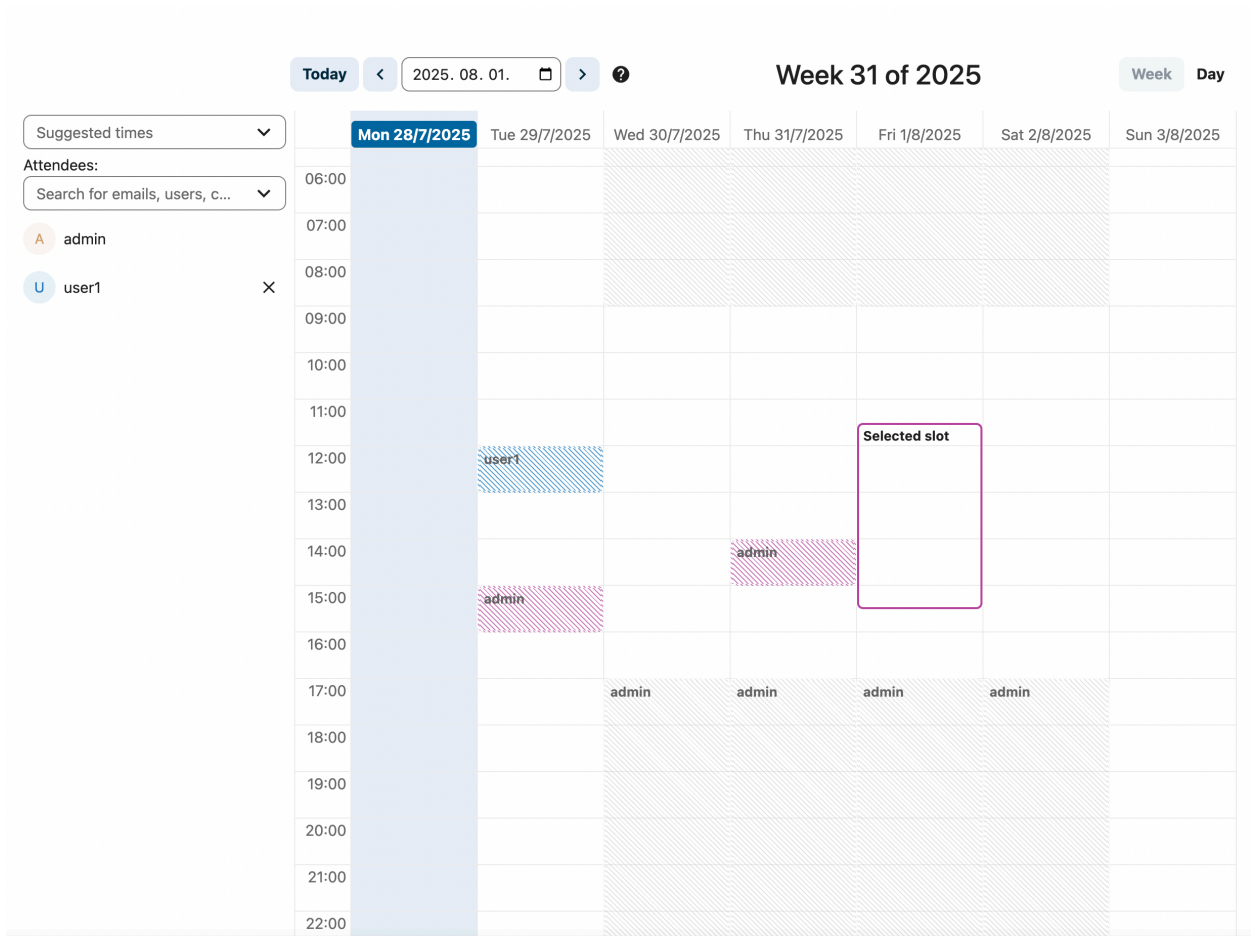 Today
2025. 08. 01.
?
Week 31 of 2025
Week
Day
Suggested times
Attendees:
Search for emails, users, c...
A
admin
U
user1
Mon 28/7/2025
Tue 29/7/2025
Wed 30/7/2025
Thu 31/7/2025
Fri 1/8/2025
Sat 2/8/2025
Sun 3/8/2025
06:00
07:00
08:00
09:00
10:00
11:00
Selected slot
12:00
user1
13:00
14:00
admin
15:00
admin
16:00
17:00
admin
admin
admin
admin
18:00
19:00
20:00
21:00
22:00